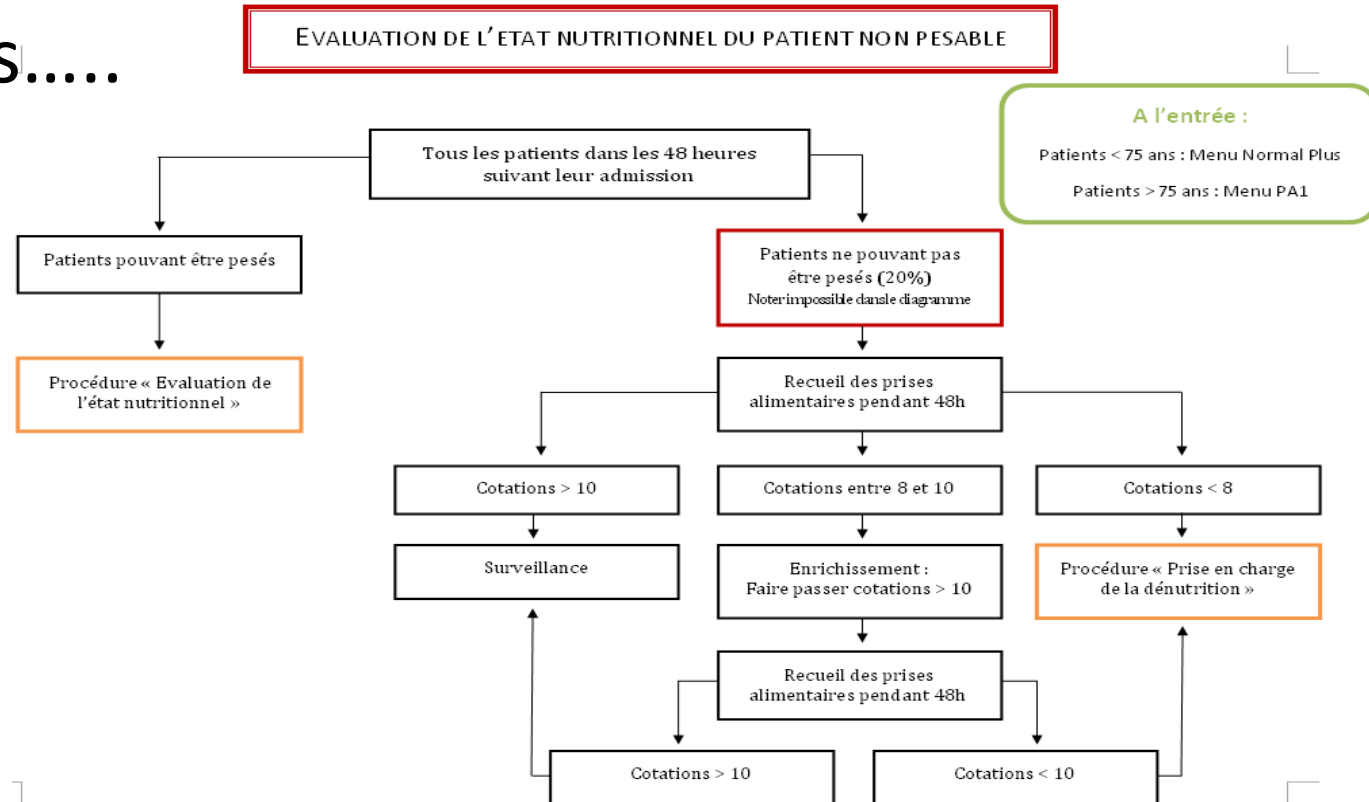 s.....
EVALUATION DE L'ETAT NUTRITIONNEL DU PATIENT NON PESABLE
A l'entrée :
Patients < 75 ans : Menu Normal Plus
Patients > 75 ans : Menu PA1
Tous les patients dans les 48 heures
suivant leur admission
Patients pouvant être pesés
Patients ne pouvant pas
être pesés (20%)
Noter impossible dans le diagramme
Procédure « Evaluation de
l'état nutritionnel »
Recueil des prises
alimentaires pendant 48h
Cotations > 10
Cotations entre 8 et 10
Cotations < 8
Surveillance
Enrichissement :
Faire passer cotations > 10
Procédure « Prise en charge
de la dénutrition »
Recueil des prises
alimentaires pendant 48h
Cotations > 10
Cotations < 10